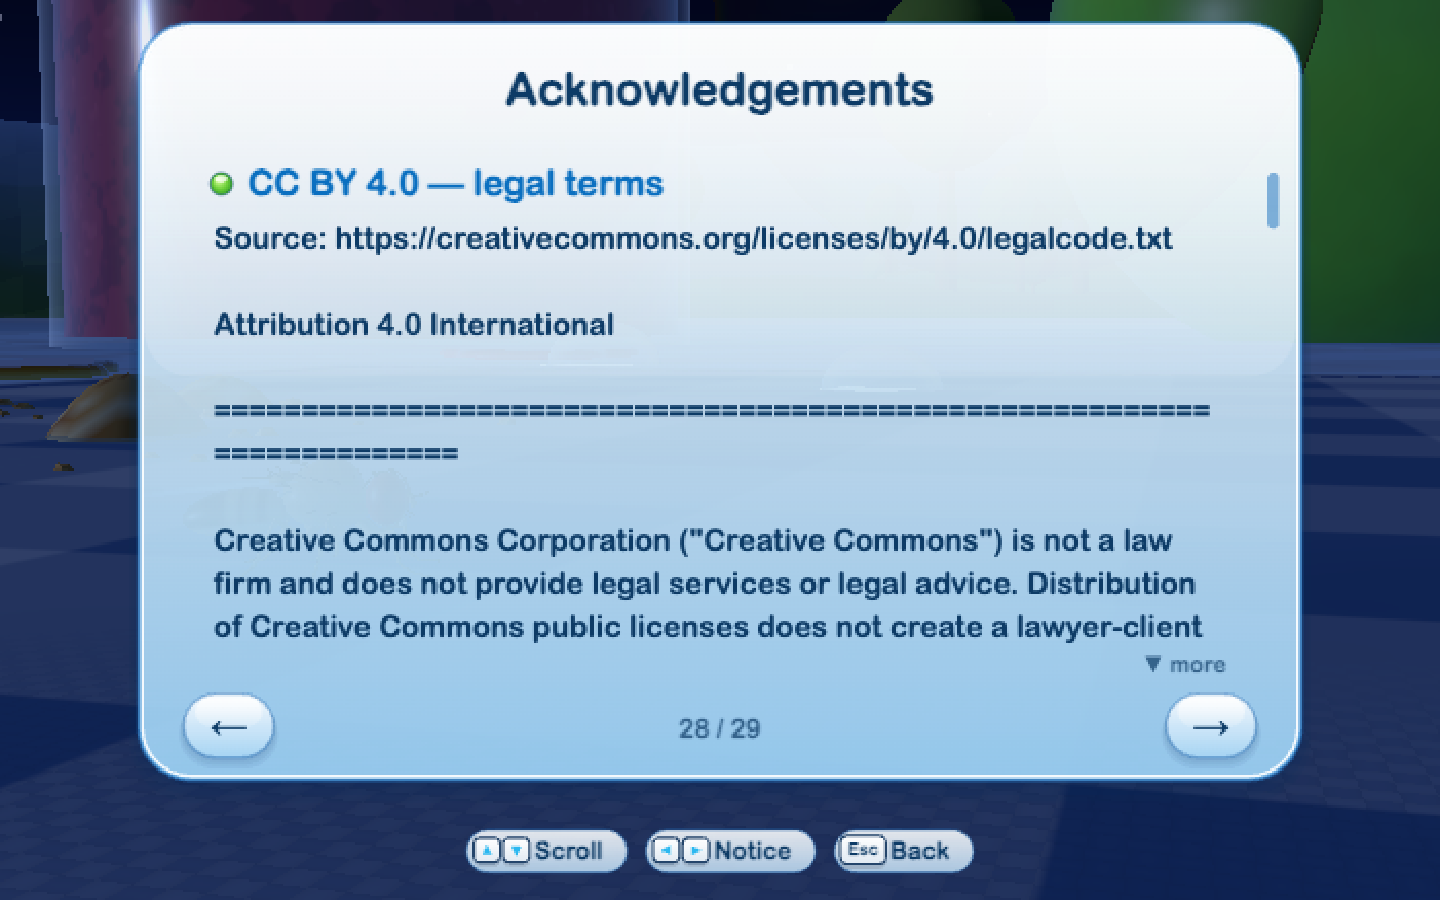 Acknowledgements
CC BY 4.0 — legal terms
Source: https://creativecommons.org/licenses/by/4.0/legalcode.txt
Attribution 4.0 International
==========================================================
==============
Creative Commons Corporation ("Creative Commons") is not a law
firm and does not provide legal services or legal advice. Distribution
of Creative Commons public licenses does not create a lawyer-client
▼ more
←
28 / 29
→
▲ ▼ Scroll
◄ ► Notice
Esc Back